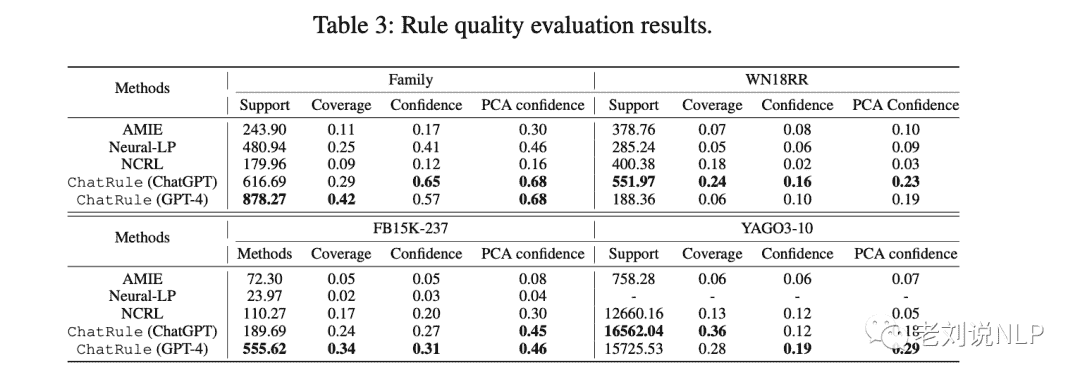 Table 3: Rule quality evaluation results.
Methods Family WN18RR
Support Coverage Confidence PCA confidence Support Coverage Confidence PCA Confidence
AMIE 243.90 0.11 0.17 0.30 378.76 0.07 0.08 0.10
Neural-LP 480.94 0.25 0.41 0.46 285.24 0.05 0.06 0.09
NCRL 179.96 0.09 0.12 0.16 400.38 0.18 0.02 0.03
ChatRule (ChatGPT) 616.69 0.29 0.65 0.68 551.97 0.24 0.16 0.23
ChatRule (GPT-4) 878.27 0.42 0.57 0.68 188.36 0.06 0.10 0.19
Methods FB15K-237 YAGO3-10
Methods Coverage Confidence PCA confidence Support Coverage Confidence PCA confidence
AMIE 72.30 0.05 0.05 0.08 758.28 0.06 0.06 0.07
Neural-LP 23.97 0.02 0.03 0.04 - - - -
NCRL 110.27 0.17 0.20 0.30 12660.16 0.13 0.12 0.05
ChatRule (ChatGPT) 189.69 0.24 0.27 0.45 16562.04 0.36 0.12 0.18
ChatRule (GPT-4) 555.62 0.34 0.31 0.46 15725.53 0.28 0.19 0.29
老刘说NLP